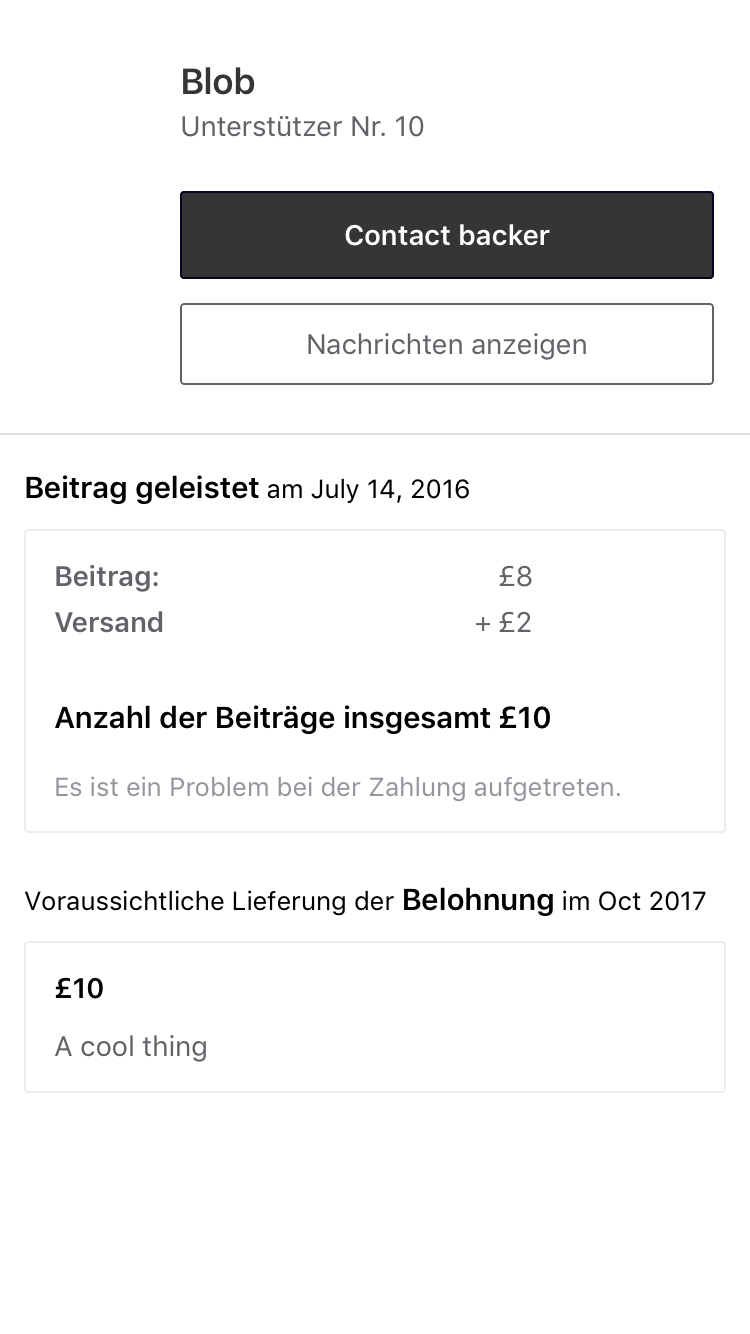 Blob
Unterstützer Nr. 10
Contact backer
Nachrichten anzeigen
Beitrag geleistet am July 14, 2016
Beitrag: £8
Versand + £2
Anzahl der Beiträge insgesamt £10
Es ist ein Problem bei der Zahlung aufgetreten.
Voraussichtliche Lieferung der Belohnung im Oct 2017
£10
A cool thing